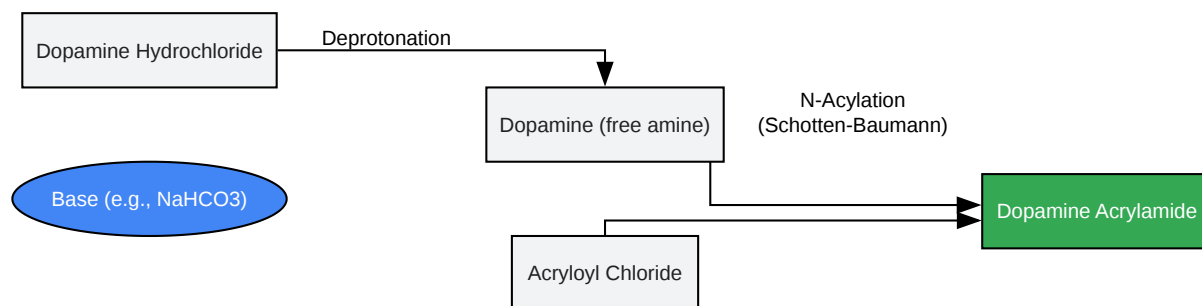 Dopamine Hydrochloride
Deprotonation
Dopamine (free amine)
N-Acylation
(Schotten-Baumann)
Base (e.g., NaHCO3)
Dopamine Acrylamide
Acryloyl Chloride